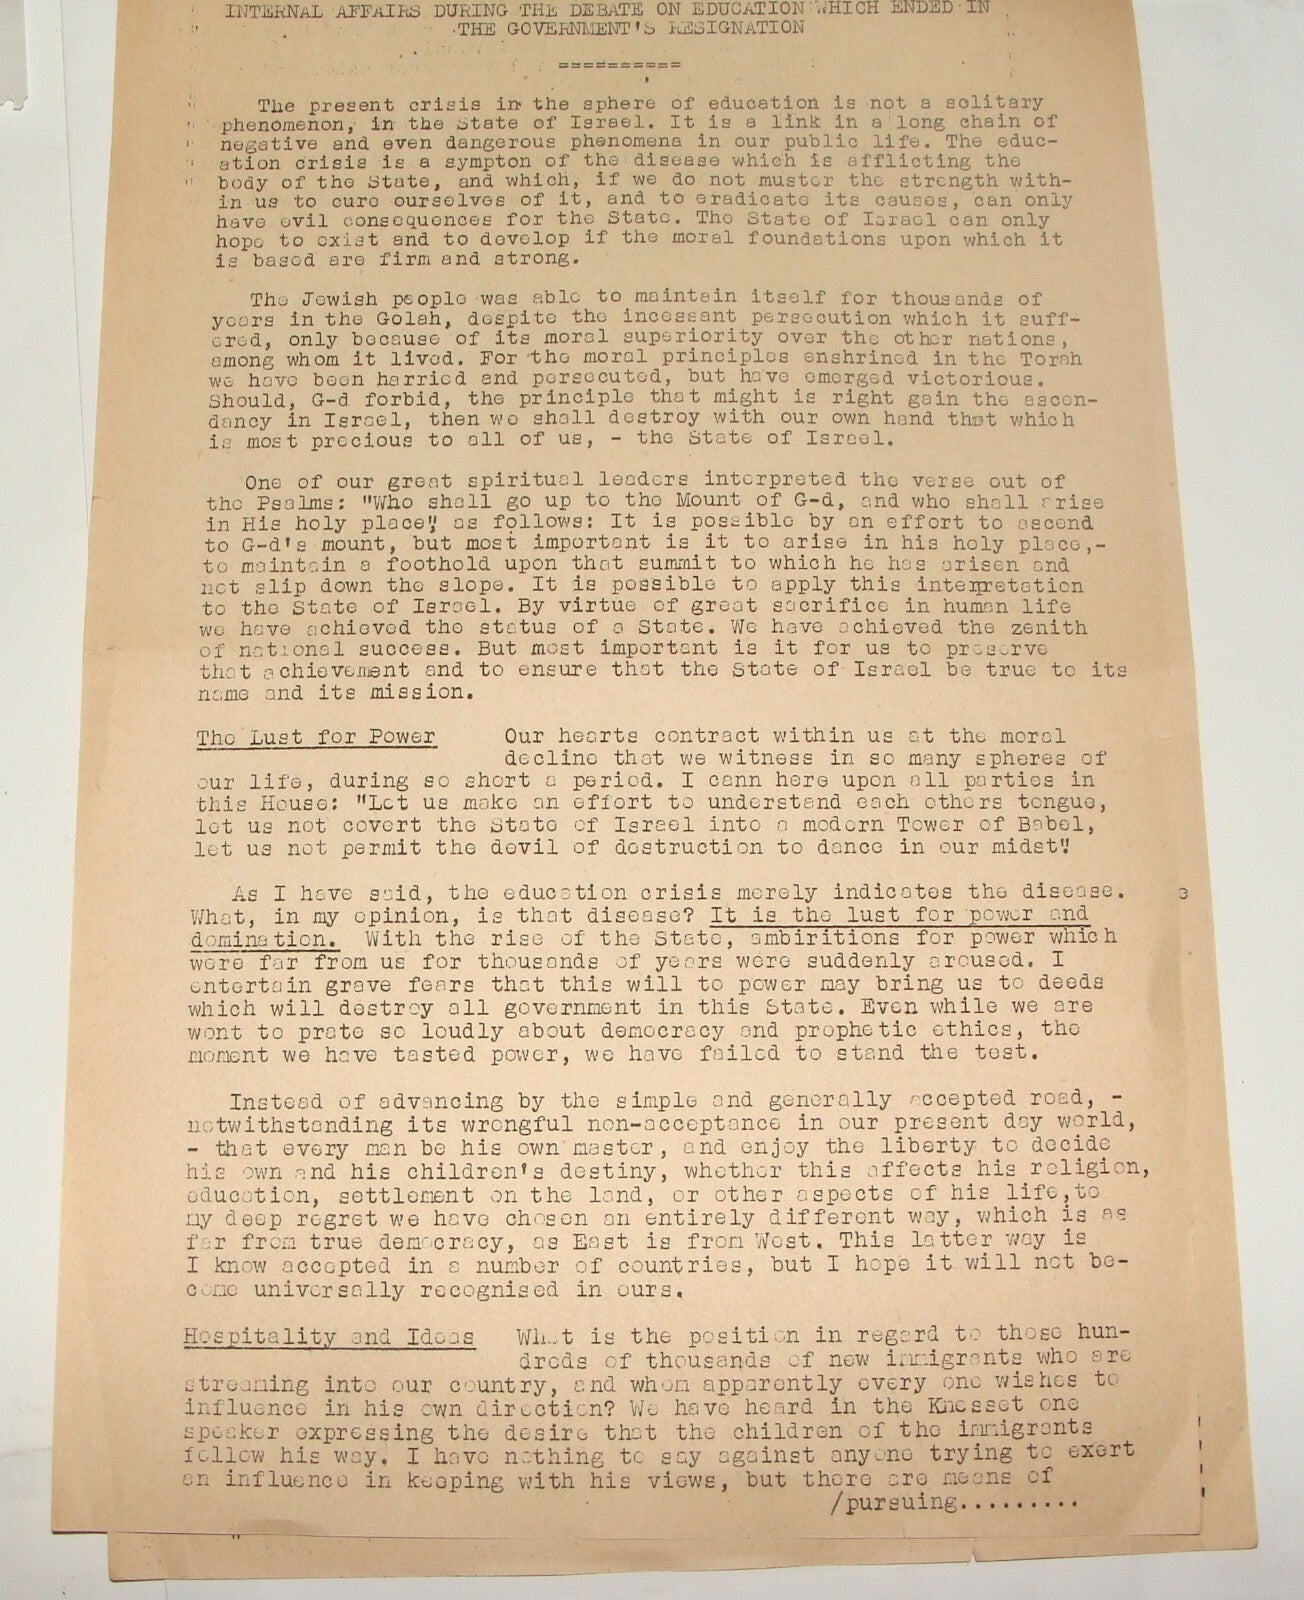 INTERNAL AFFAIRS DURING THE DEBATE ON EDUCATION WHICH ENDED IN
THE GOVERNMENT'S RESIGNATION
==========
The present crisis in the sphere of education is not a solitary
phenomenon, in the State of Israel. It is a link in a long chain of
negative and even dangerous phenomena in our public life. The educ-
ation crisis is a sympton of the disease which is afflicting the
body of the State, and which, if we do not muster the strength with-
in us to cure ourselves of it, and to eradicate its causes, can only
have evil consequences for the State. The State of Israel can only
hope to exist and to develop if the moral foundations upon which it
is based are firm and strong.
The Jewish people was able to maintain itself for thousands of
years in the Golah, despite the incessant persecution which it suff-
ered, only because of its moral superiority over the other nations,
among whom it lived. For the moral principles enshrined in the Torah
we have been harried and persecuted, but have emerged victorious.
Should, G-d forbid, the principle that might is right gain the ascen-
dancy in Israel, then we shall destroy with our own hand that which
is most precious to all of us, - the State of Israel.
One of our great spiritual leaders interpreted the verse out of
the Psalms: "Who shall go up to the Mount of G-d, and who shall arise
in His holy place", as follows: It is possible by an effort to ascend
to G-d's mount, but most important is it to arise in his holy place,-
to maintain a foothold upon that summit to which he has arisen and
not slip down the slope. It is possible to apply this interpretation
to the State of Israel. By virtue of great sacrifice in human life
we have achieved the status of a State. We have achieved the zenith
of national success. But most important is it for us to preserve
that achievement and to ensure that the State of Israel be true to its
name and its mission.
The Lust for Power Our hearts contract within us at the moral
decline that we witness in so many spheres of
our life, during so short a period. I cann here upon all parties in
this House: "Let us make an effort to understand each others tongue,
let us not covert the State of Israel into a modern Tower of Babel,
let us not permit the devil of destruction to dance in our midst"!
As I have said, the education crisis merely indicates the disease.
What, in my opinion, is that disease? It is the lust for power and
domination. With the rise of the State, ambiritions for power which
were far from us for thousands of years were suddenly aroused. I
entertain grave fears that this will to power may bring us to deeds
which will destroy all government in this State. Even while we are
wont to prate so loudly about democracy and prophetic ethics, the
moment we have tasted power, we have failed to stand the test.
Instead of advancing by the simple and generally accepted road, -
notwithstanding its wrongful non-acceptance in our present day world,
- that every man be his own master, and enjoy the liberty to decide
his own and his children's destiny, whether this affects his religion,
education, settlement on the land, or other aspects of his life,to
my deep regret we have chosen an entirely different way, which is as
far from true democracy, as East is from West. This latter way is
I know accepted in a number of countries, but I hope it will not be-
come universally recognised in ours.
Hospitality and Ideas What is the position in regard to those hun-
dreds of thousands of new immigrants who are
streaming into our country, and whom apparently every one wishes to
influence in his own direction? We have heard in the Knesset one
speaker expressing the desire that the children of the immigrants
follow his way. I have nothing to say against anyone trying to exert
an influence in keeping with his views, but there are means of
/pursuing.........